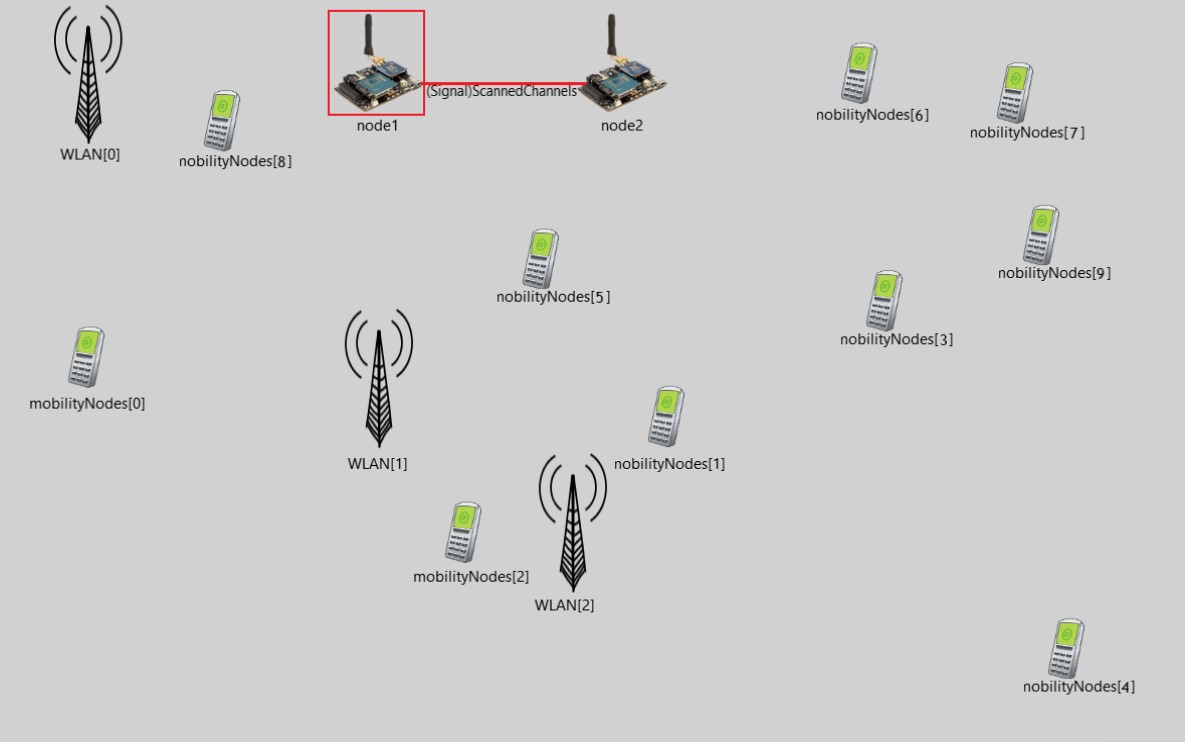 nobilityNodes[6]
(Signal)ScannedChannels
node1
node2
nobilityNodes[7]
WLAN[0]
nobilityNodes[8]
nobilityNodes[9]
nobilityNodes[5]
nobilityNodes[3]
mobilityNodes[0]
WLAN[1]
nobilityNodes[1]
mobilityNodes[2]
WLAN[2]
nobilityNodes[4]